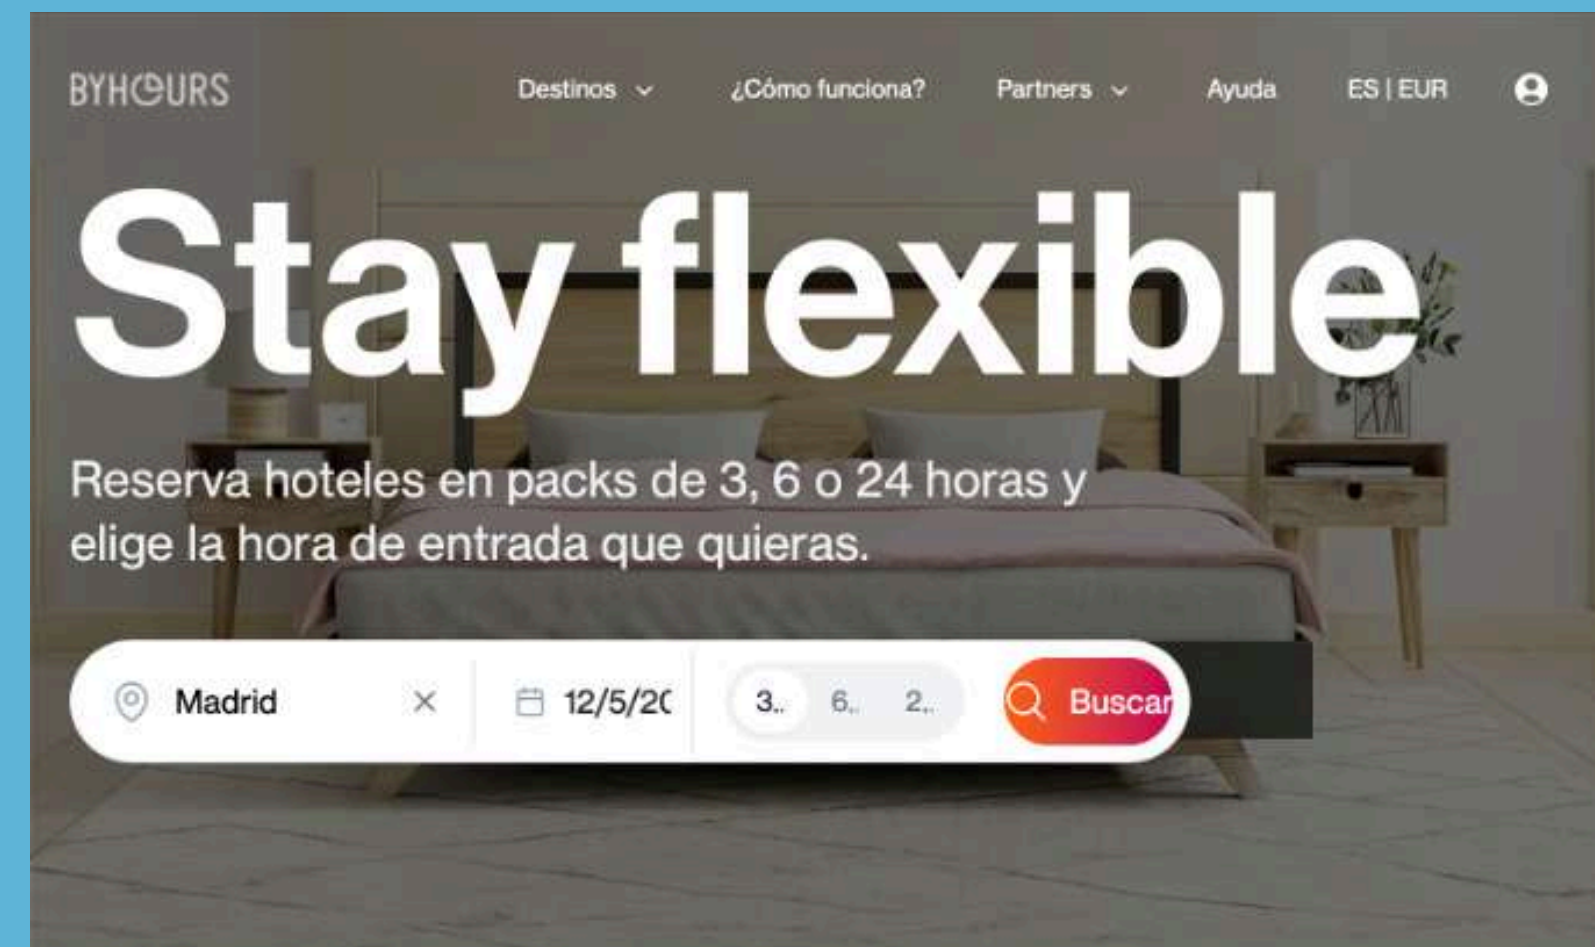 BYHOURS
Destinos
¿Cómo funciona?
Partners
Ayuda
ES | EUR
Stay flexible
Reserva hoteles en packs de 3, 6 o 24 horas y
elige la hora de entrada que quieras.
Madrid
12/5/20
3..
6..
2..
Buscar